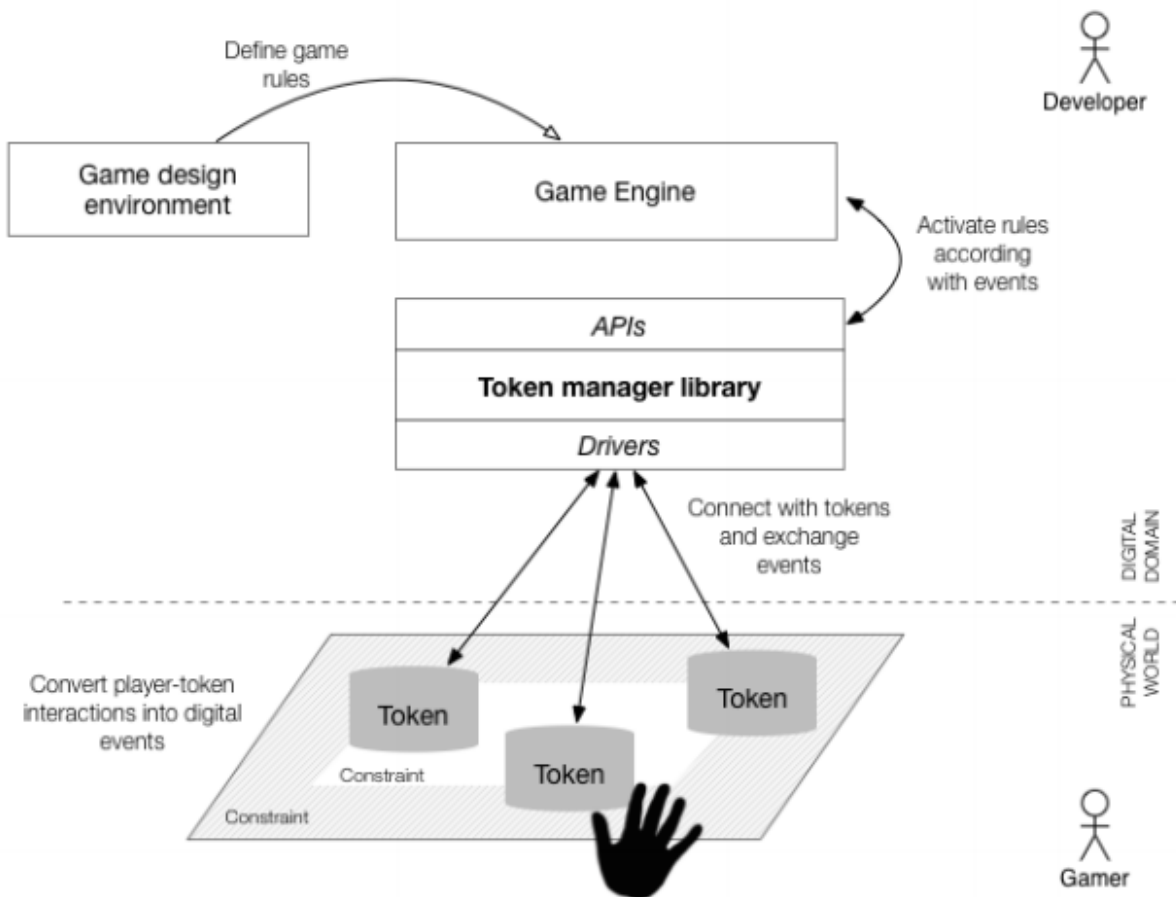 Define game
rules
Developer
Game design
environment
Game Engine
Activate rules
according
with events
APIs
Token manager library
Drivers
Connect with tokens
and exchange
events
DIGITAL
DOMAIN
PHYSICAL
WORLD
Convert player-token
interactions into digital
events
Token
Token
Token
Constraint
Constraint
Gamer